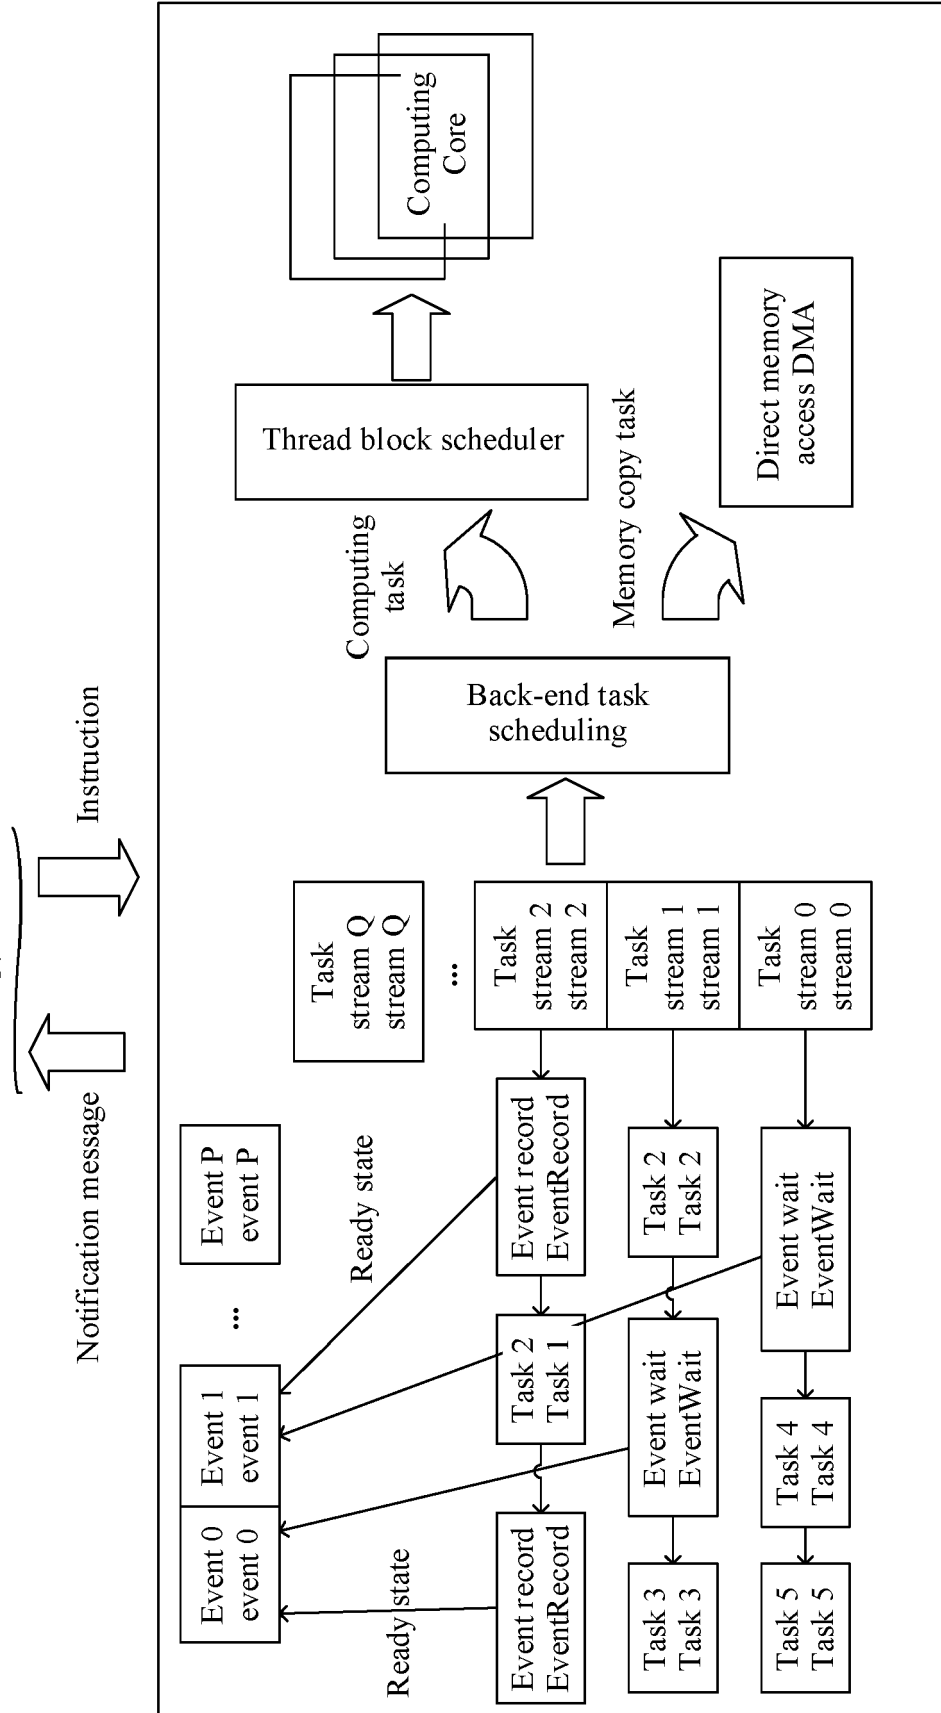 Notification message
Instruction
Event 0
event 0
Event 1
event 1
...
Event P
event P
Ready state
Ready state
Event record
EventRecord
Task 2
Task 1
Event record
EventRecord
Task 3
Task 3
Event wait
EventWait
Task 2
Task 2
Task 5
Task 5
Task 4
Task 4
Event wait
EventWait
Task
stream Q
stream Q
...
Task
stream 2
stream 2
Task
stream 1
stream 1
Task
stream 0
stream 0
Back-end task
scheduling
Computing
task
Memory copy task
Thread block scheduler
Direct memory
access DMA
Computing
Core